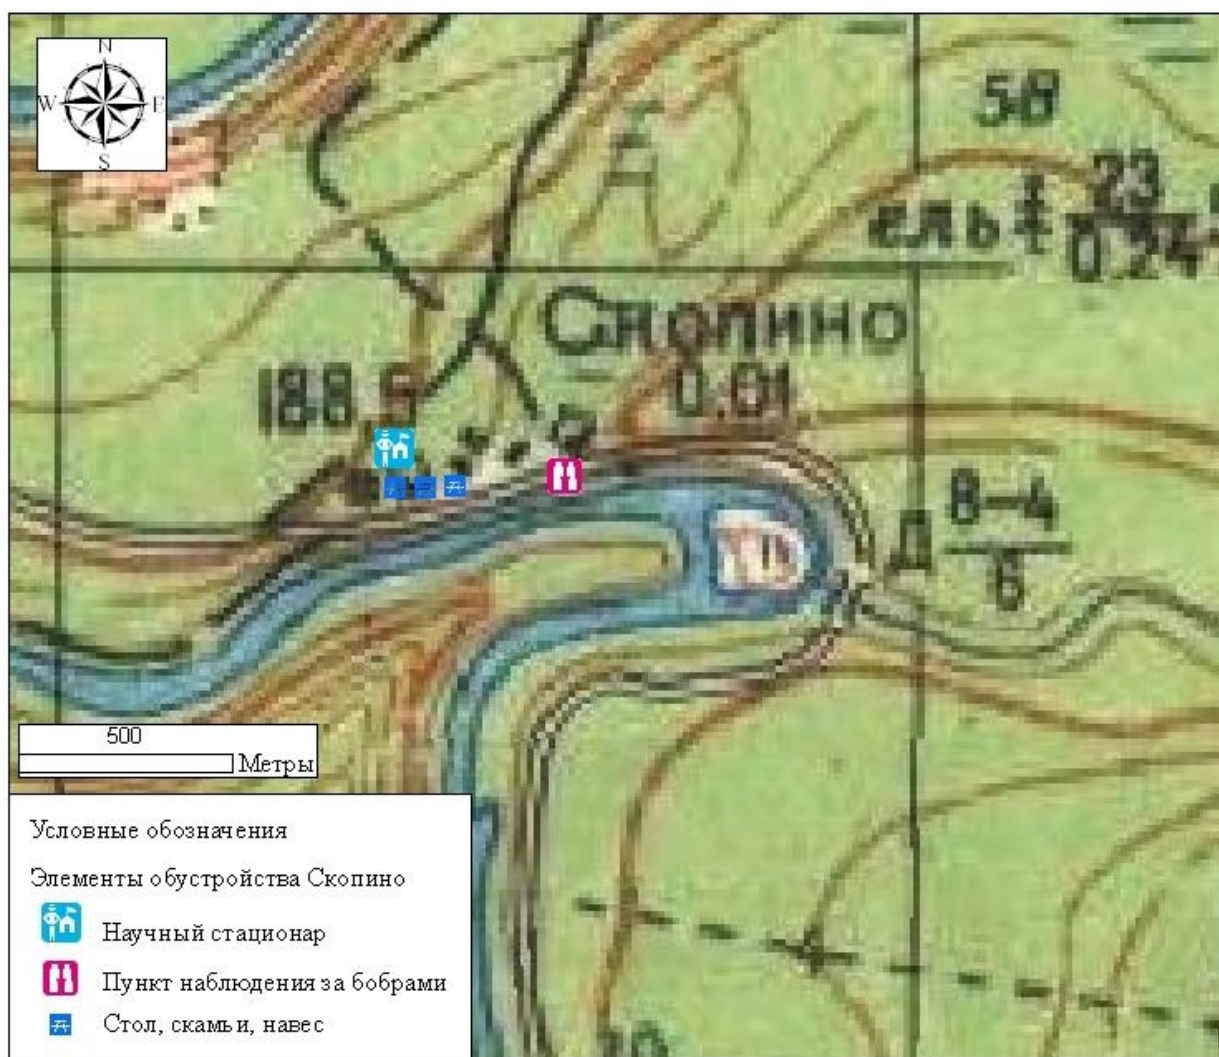 N
W E
S
58
ель 23
0.24
Скопино
188,9
0.01
Д 8-4
6
500
Метры
Условные обозначения
Элементы обустройства Скопино
Научный стационар
Пункт наблюдения за бобрами
Стол, скамьи, навес